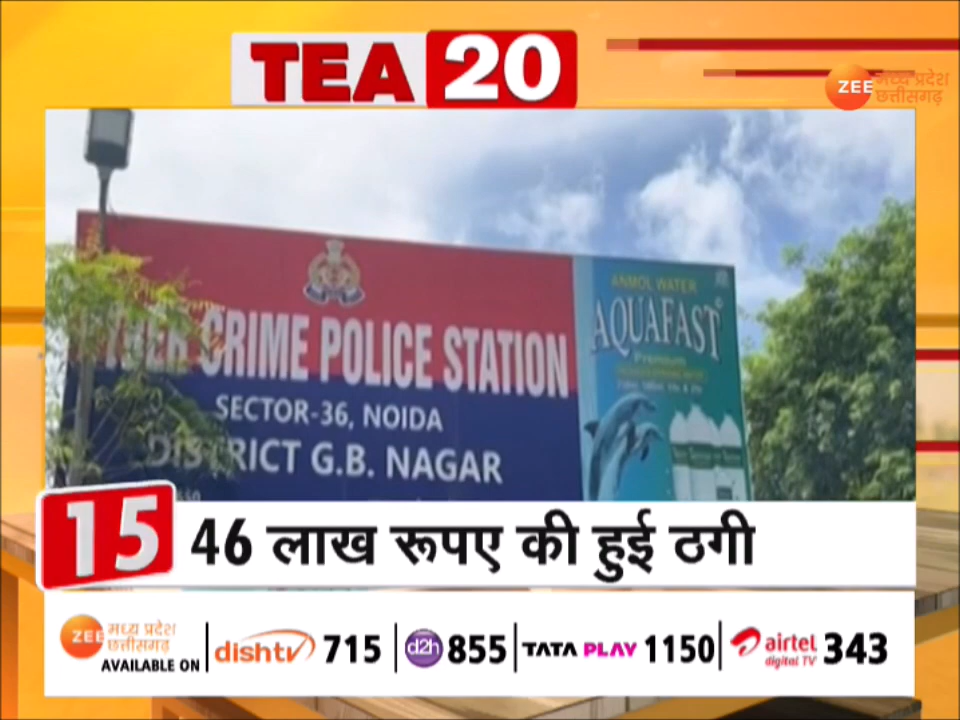 TEA 20
ZEE मध्य प्रदेश
छत्तीसगढ़
CYBER CRIME POLICE STATION
SECTOR-36, NOIDA
DISTRICT G.B. NAGAR
ANMOL WATER
AQUAFAST
Premium
15 46 लाख रूपए की हुई ठगी
ZEE मध्य प्रदेश
छत्तीसगढ़
AVAILABLE ON
dishtv 715
d2h 855
TATA PLAY 1150
airtel
digital TV 343